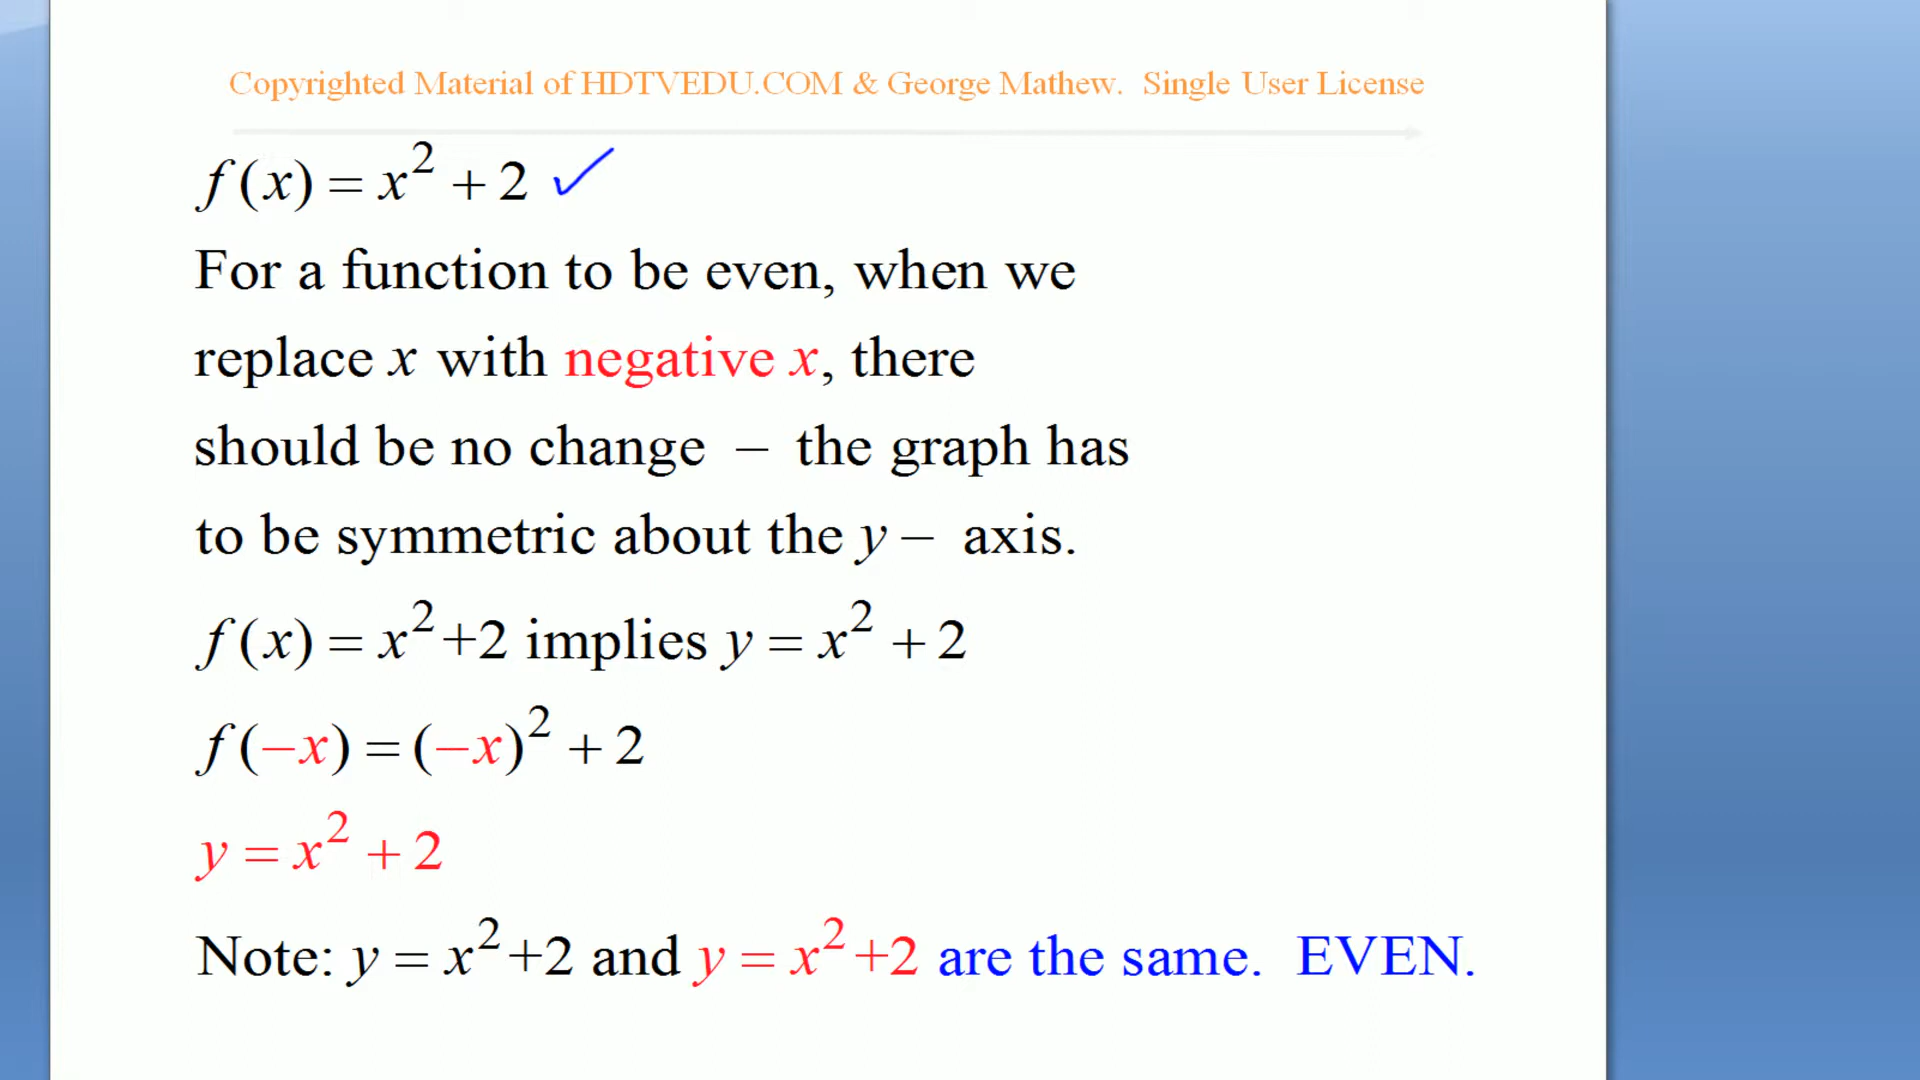 Copyrighted Material of HDTVEDU.COM & George Mathew. Single User License
f(x) = x² + 2 ✓
For a function to be even, when we
replace x with negative x, there
should be no change – the graph has
to be symmetric about the y – axis.
f(x) = x²+2 implies y = x² + 2
f(−x) = (−x)² + 2
y = x² + 2
Note: y = x²+2 and y = x²+2 are the same. EVEN.